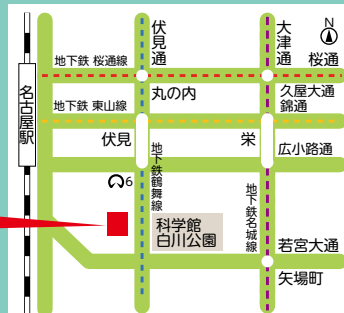 伏見通
大津通
N
地下鉄 桜通線
桜通
名古屋駅
丸の内
久屋大通
錦通
地下鉄 東山線
伏見
栄
広小路通
6
地下鉄鶴舞線
地下鉄名城線
科学館
白川公園
若宮大通
矢場町